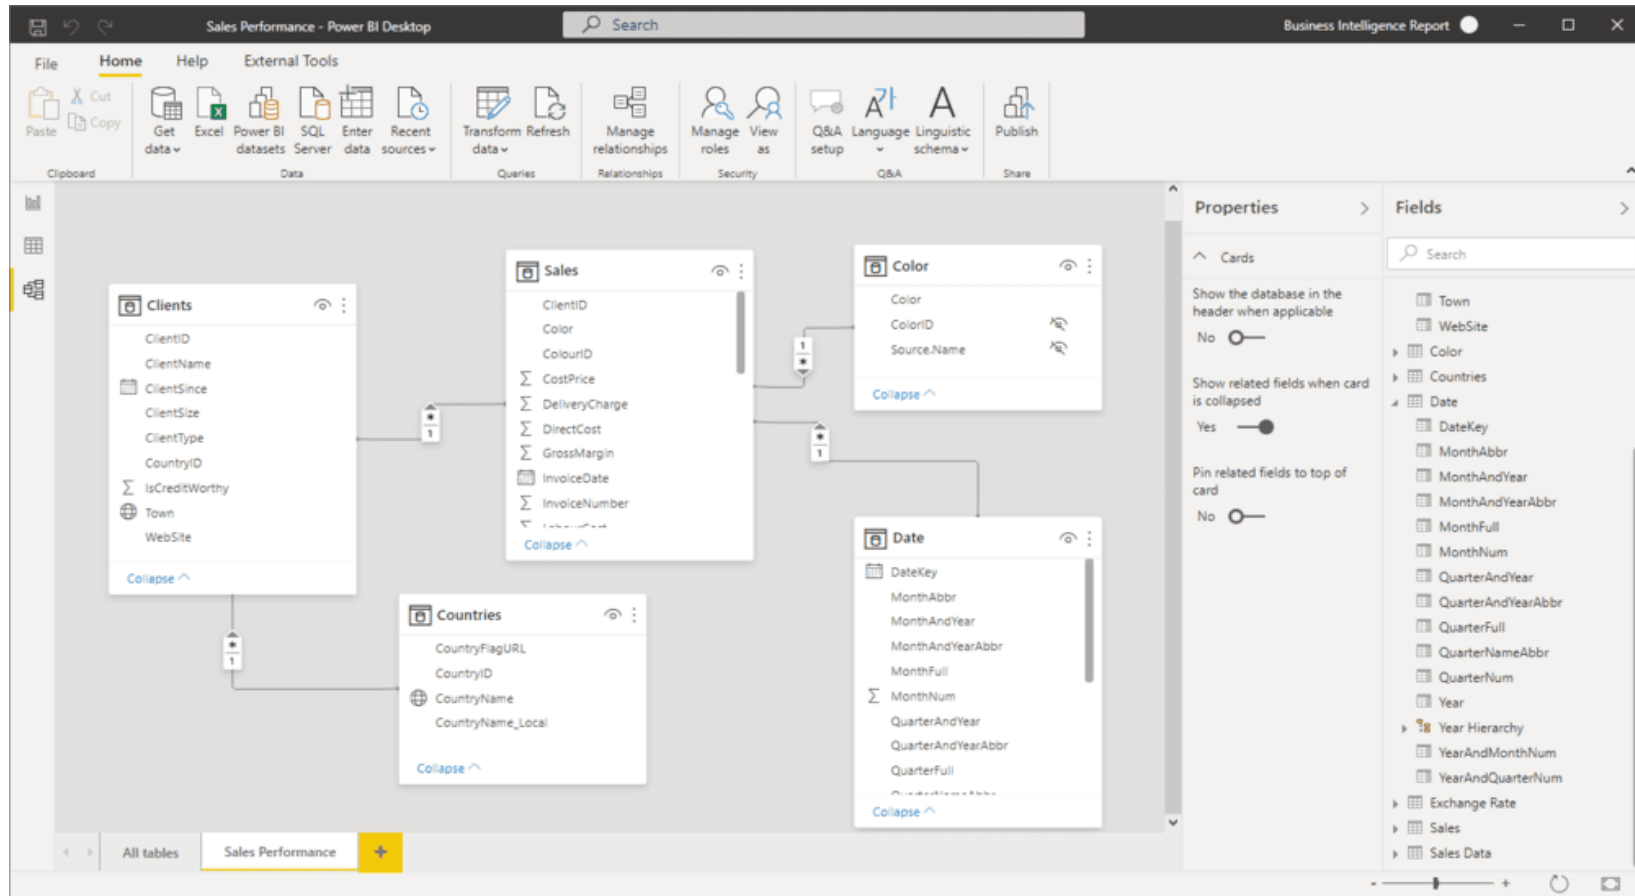 Sales Performance - Power BI Desktop
Search
Business Intelligence Report
File
Home
Help
External Tools
Paste
Cut
Copy
Get data
Excel
Power BI datasets
SQL Server
Enter data
Recent sources
Transform data
Refresh
Manage relationships
Manage roles
View as
Q&A setup
Language
Linguistic schema
Publish
Clipboard
Data
Queries
Relationships
Security
Q&A
Share
Clients
ClientID
ClientName
ClientSince
ClientSize
ClientType
CountryID
IsCreditWorthy
Town
WebSite
Collapse
*
1
*
1
Sales
ClientID
Color
ColourID
CostPrice
DeliveryCharge
DirectCost
GrossMargin
InvoiceDate
InvoiceNumber
Collapse
Countries
CountryFlagURL
CountryID
CountryName
CountryName_Local
Collapse
1
*
*
1
Color
Color
ColorID
Source.Name
Collapse
Date
DateKey
MonthAbbr
MonthAndYear
MonthAndYearAbbr
MonthFull
MonthNum
QuarterAndYear
QuarterAndYearAbbr
QuarterFull
Collapse
Properties
Cards
Show the database in the
header when applicable
No
Show related fields when card
is collapsed
Yes
Pin related fields to top of
card
No
Fields
Search
Town
WebSite
Color
Countries
Date
DateKey
MonthAbbr
MonthAndYear
MonthAndYearAbbr
MonthFull
MonthNum
QuarterAndYear
QuarterAndYearAbbr
QuarterFull
QuarterNameAbbr
QuarterNum
Year
Year Hierarchy
YearAndMonthNum
YearAndQuarterNum
Exchange Rate
Sales
Sales Data
All tables
Sales Performance
+
- +